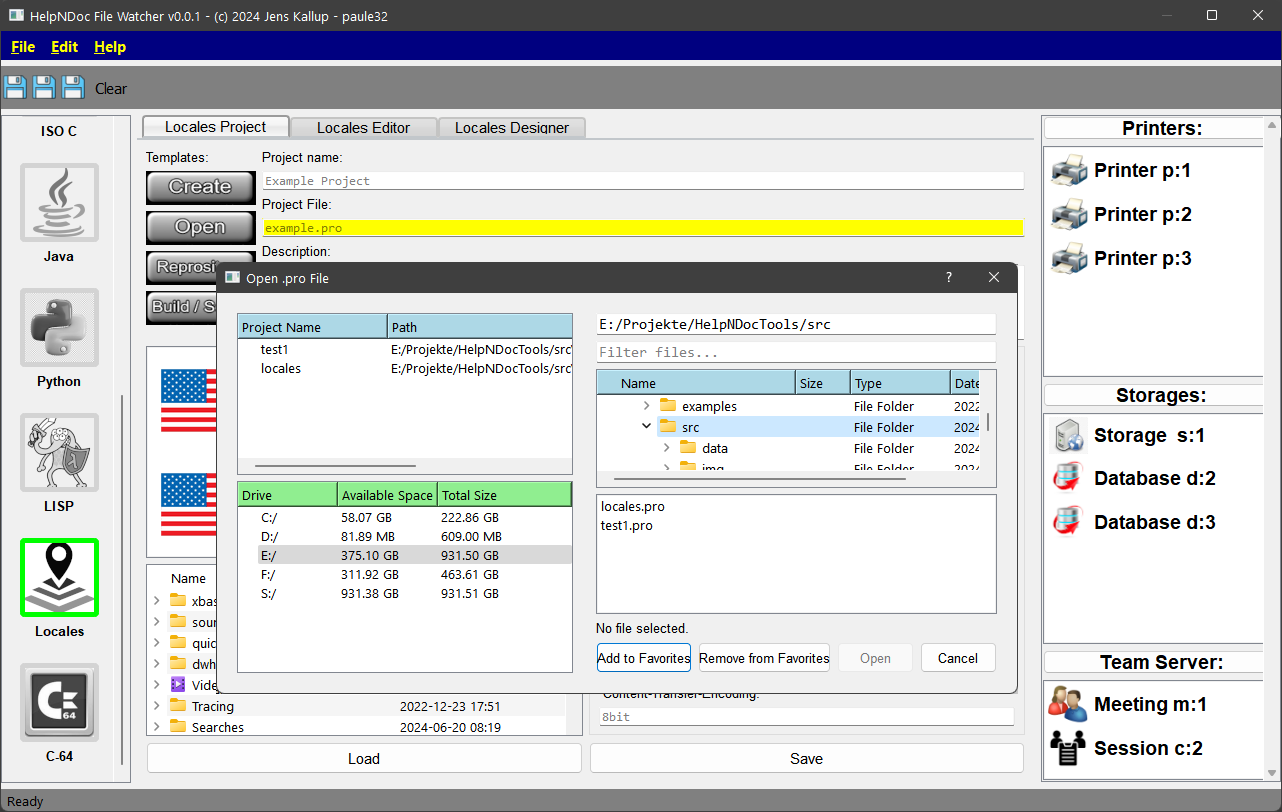 HelpNDoc File Watcher v0.0.1 - (c) 2024 Jens Kallup - paule32
File Edit Help
Clear
ISO C
Java
Python
LISP
Locales
C-64
64
Locales Project Locales Editor Locales Designer
Templates:
Create
Open
Build / S
Project name:
Example Project
Project File:
example.pro
Description:
Open .pro File
?
Project Name Path
test1 E:/Projekte/HelpNDocTools/src
locales E:/Projekte/HelpNDocTools/src
Drive Available Space Total Size
C:/ 58.07 GB 222.86 GB
D:/ 81.89 MB 609.00 MB
E:/ 375.10 GB 931.50 GB
F:/ 311.92 GB 463.61 GB
S:/ 931.38 GB 931.51 GB
E:/Projekte/HelpNDocTools/src
Filter files...
Name Size Type Date
examples File Folder 2022
src File Folder 2024
data File Folder 2024
img File Folder 2024
locales.pro
test1.pro
No file selected.
Add to Favorites Remove from Favorites Open Cancel
Name
xbas
sour
quic
dwh
Vide
Tracing 2022-12-23 17:51
Searches 2024-06-20 08:19
Content-Transfer-Encoding:
8bit
Load Save
Printers:
Printer p:1
Printer p:2
Printer p:3
Storages:
Storage s:1
Database d:2
Database d:3
Team Server:
Meeting m:1
Session c:2
Ready